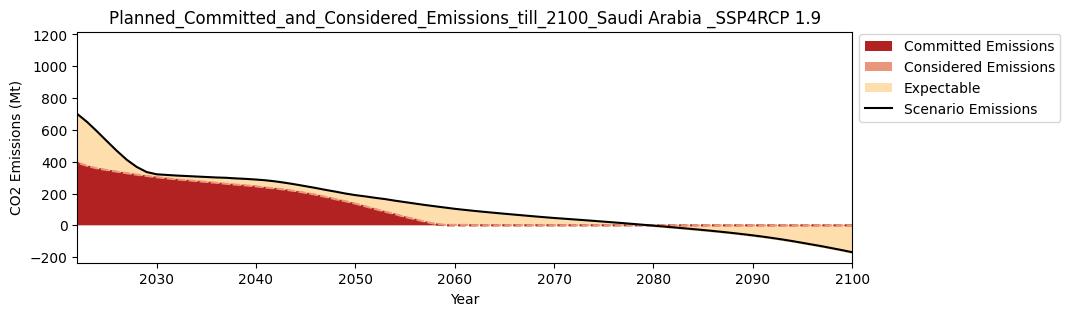 Planned_Committed_and_Considered_Emissions_till_2100_Saudi Arabia _SSP4RCP 1.9
1200
1000
800
600
400
200
0
−200
CO2 Emissions (Mt)
2030 2040 2050 2060 2070 2080 2090 2100
Year
Committed Emissions
Considered Emissions
Expectable
Scenario Emissions